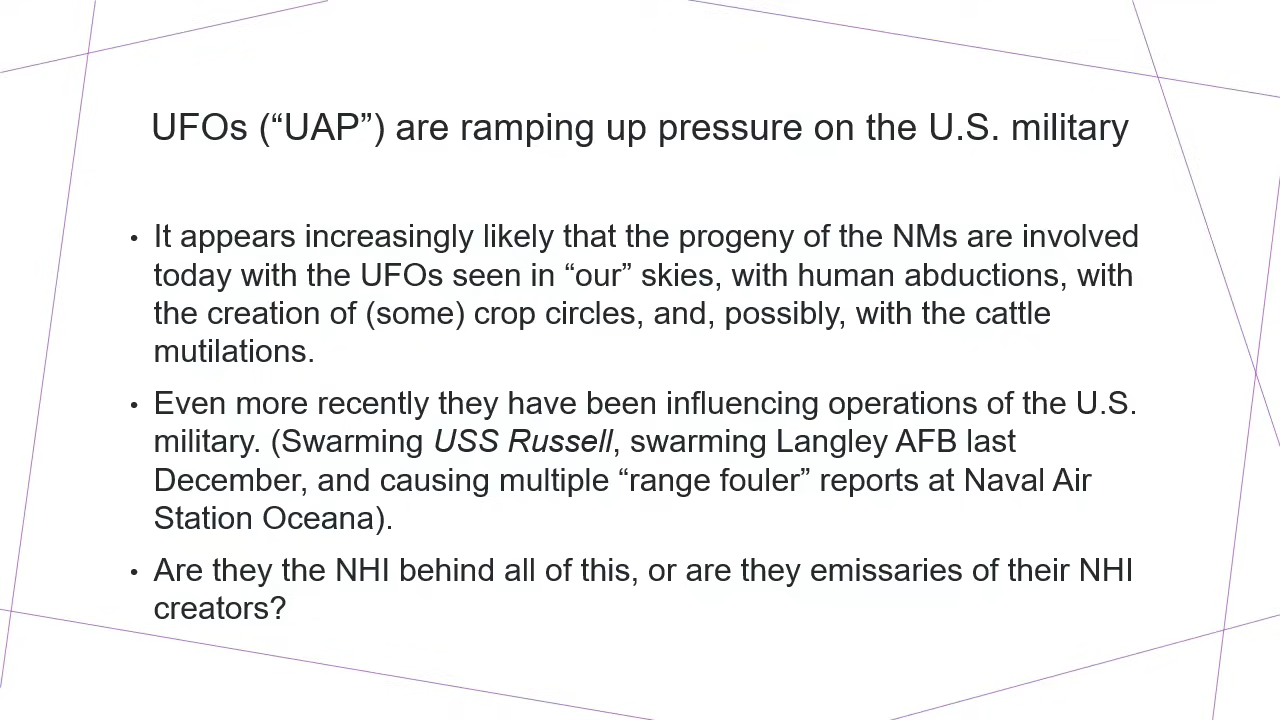 UFOs (“UAP”) are ramping up pressure on the U.S. military
• It appears increasingly likely that the progeny of the NMs are involved
today with the UFOs seen in “our” skies, with human abductions, with
the creation of (some) crop circles, and, possibly, with the cattle
mutilations.
• Even more recently they have been influencing operations of the U.S.
military. (Swarming USS Russell, swarming Langley AFB last
December, and causing multiple “range fouler” reports at Naval Air
Station Oceana).
• Are they the NHI behind all of this, or are they emissaries of their NHI
creators?